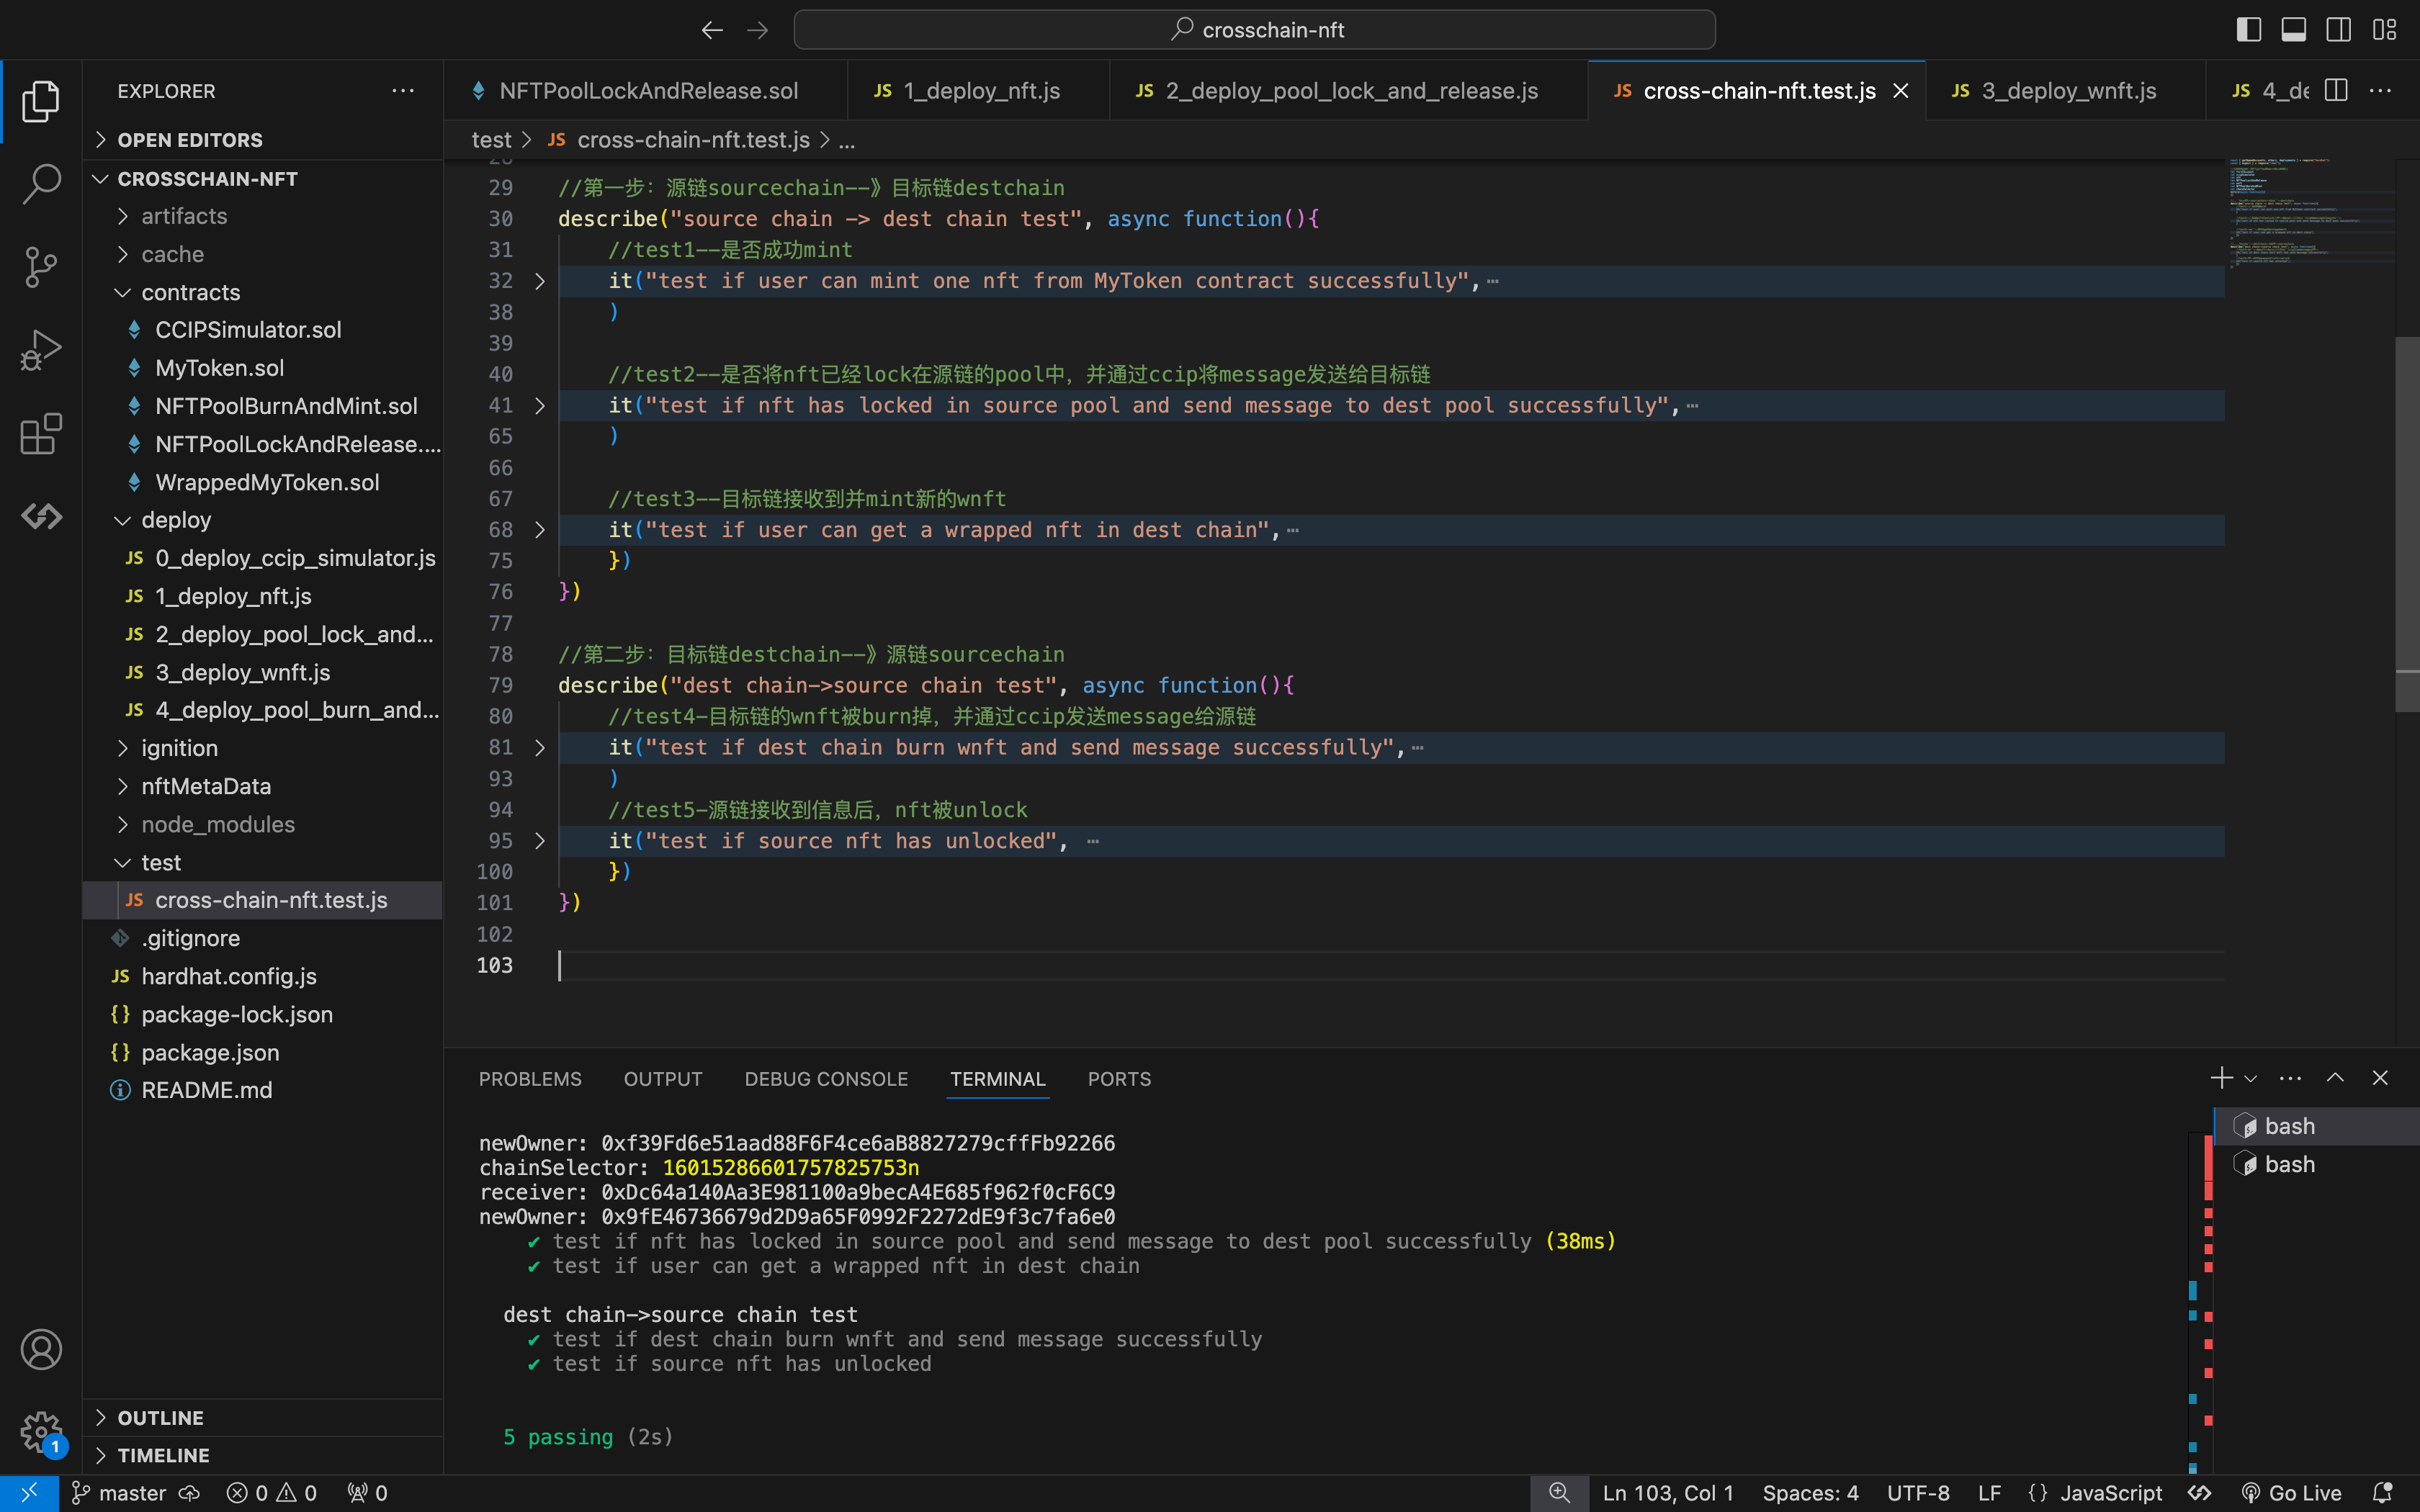 crosschain-nft
EXPLORER
OPEN EDITORS
CROSSCHAIN-NFT
artifacts
cache
contracts
CCIPSimulator.sol
MyToken.sol
NFTPoolBurnAndMint.sol
NFTPoolLockAndRelease....
WrappedMyToken.sol
deploy
JS 0_deploy_ccip_simulator.js
JS 1_deploy_nft.js
JS 2_deploy_pool_lock_and...
JS 3_deploy_wnft.js
JS 4_deploy_pool_burn_and...
ignition
nftMetaData
node_modules
test
JS cross-chain-nft.test.js
.gitignore
JS hardhat.config.js
{} package-lock.json
{} package.json
README.md
OUTLINE
TIMELINE
NFTPoolLockAndRelease.sol JS 1_deploy_nft.js JS 2_deploy_pool_lock_and_release.js JS cross-chain-nft.test.js JS 3_deploy_wnft.js JS 4_de
test > JS cross-chain-nft.test.js > ...
29 //第一步：源链sourcechain--》目标链destchain
30 describe("source chain -> dest chain test", async function(){
31 //test1--是否成功mint
32 it("test if user can mint one nft from MyToken contract successfully",⋯
38 )
39
40 //test2--是否将nft已经lock在源链的pool中，并通过ccip将message发送给目标链
41 it("test if nft has locked in source pool and send message to dest pool successfully",⋯
65 )
66
67 //test3--目标链接收到并mint新的wnft
68 it("test if user can get a wrapped nft in dest chain",⋯
75 })
76 })
77
78 //第二步：目标链destchain--》源链sourcechain
79 describe("dest chain->source chain test", async function(){
80 //test4-目标链的wnft被burn掉，并通过ccip发送message给源链
81 it("test if dest chain burn wnft and send message successfully",⋯
93 )
94 //test5-源链接收到信息后，nft被unlock
95 it("test if source nft has unlocked", ⋯
100 })
101 })
102
103
PROBLEMS OUTPUT DEBUG CONSOLE TERMINAL PORTS
newOwner: 0xf39Fd6e51aad88F6F4ce6aB8827279cffFb92266
chainSelector: 16015286601757825753n
receiver: 0xDc64a140Aa3E981100a9becA4E685f962f0cF6C9
newOwner: 0x9fE46736679d2D9a65F0992F2272dE9f3c7fa6e0
✔ test if nft has locked in source pool and send message to dest pool successfully (38ms)
✔ test if user can get a wrapped nft in dest chain
dest chain->source chain test
✔ test if dest chain burn wnft and send message successfully
✔ test if source nft has unlocked
5 passing (2s)
bash
bash
1
master 0 0 0 Ln 103, Col 1 Spaces: 4 UTF-8 LF {} JavaScript Go Live